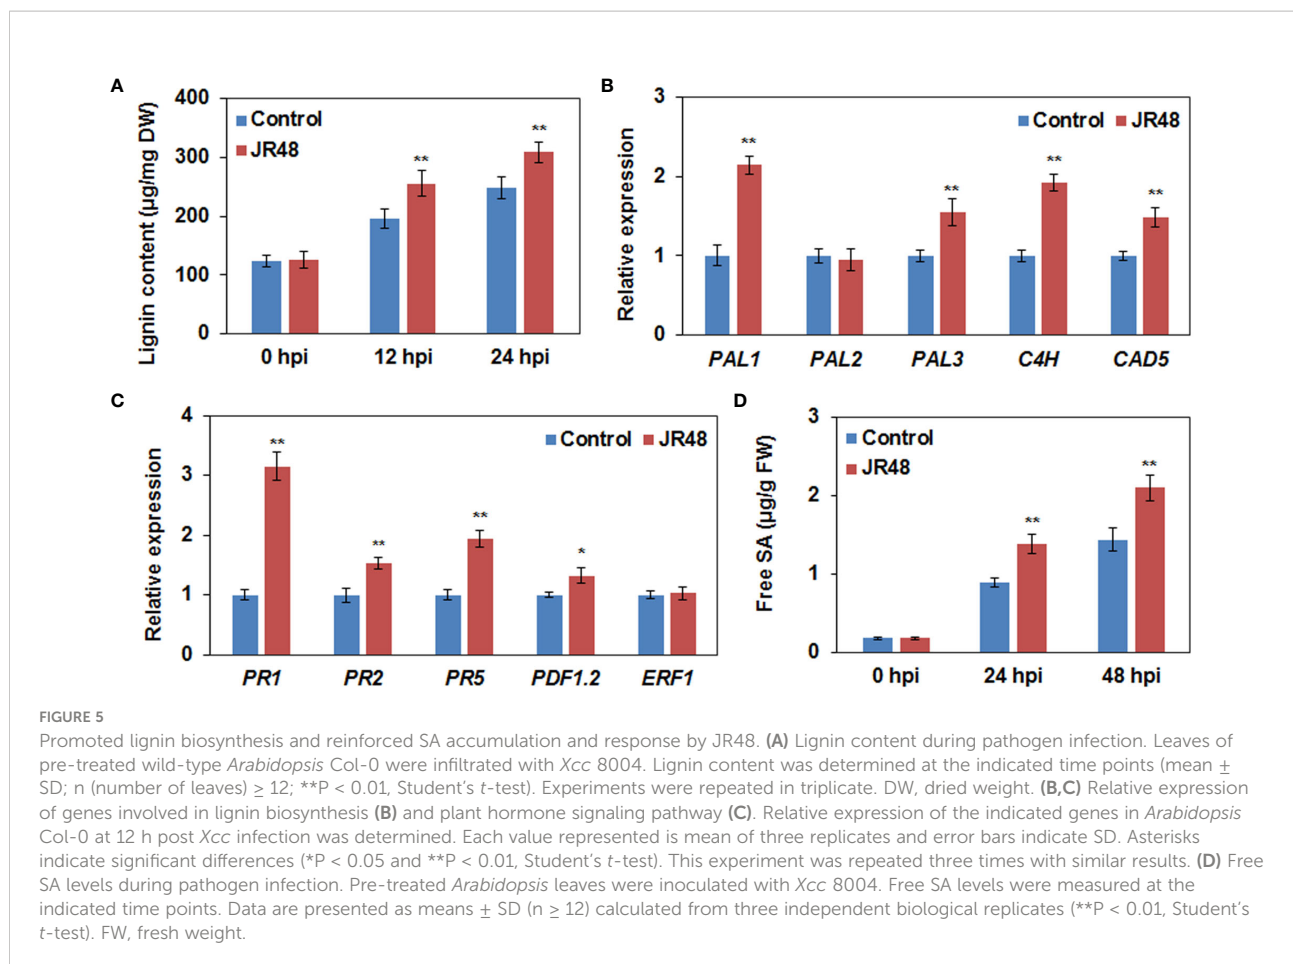 A
Lignin content (µg/mg DW)
400
300
200
100
0
Control
JR48
**
**
0 hpi 12 hpi 24 hpi
B
Relative expression
3
2
1
0
Control JR48
**
**
**
**
PAL1 PAL2 PAL3 C4H CAD5
C
Relative expression
4
3
2
1
0
Control JR48
**
**
**
*
PR1 PR2 PR5 PDF1.2 ERF1
D
Free SA (µg/g FW)
3
2
1
0
Control
JR48
**
**
0 hpi 24 hpi 48 hpi
FIGURE 5
Promoted lignin biosynthesis and reinforced SA accumulation and response by JR48. (A) Lignin content during pathogen infection. Leaves of
pre-treated wild-type Arabidopsis Col-0 were infiltrated with Xcc 8004. Lignin content was determined at the indicated time points (mean ±
SD; n (number of leaves) ≥ 12; **P < 0.01, Student's t-test). Experiments were repeated in triplicate. DW, dried weight. (B,C) Relative expression
of genes involved in lignin biosynthesis (B) and plant hormone signaling pathway (C). Relative expression of the indicated genes in Arabidopsis
Col-0 at 12 h post Xcc infection was determined. Each value represented is mean of three replicates and error bars indicate SD. Asterisks
indicate significant differences (*P < 0.05 and **P < 0.01, Student's t-test). This experiment was repeated three times with similar results. (D) Free
SA levels during pathogen infection. Pre-treated Arabidopsis leaves were inoculated with Xcc 8004. Free SA levels were measured at the
indicated time points. Data are presented as means ± SD (n ≥ 12) calculated from three independent biological replicates (**P < 0.01, Student's
t-test). FW, fresh weight.